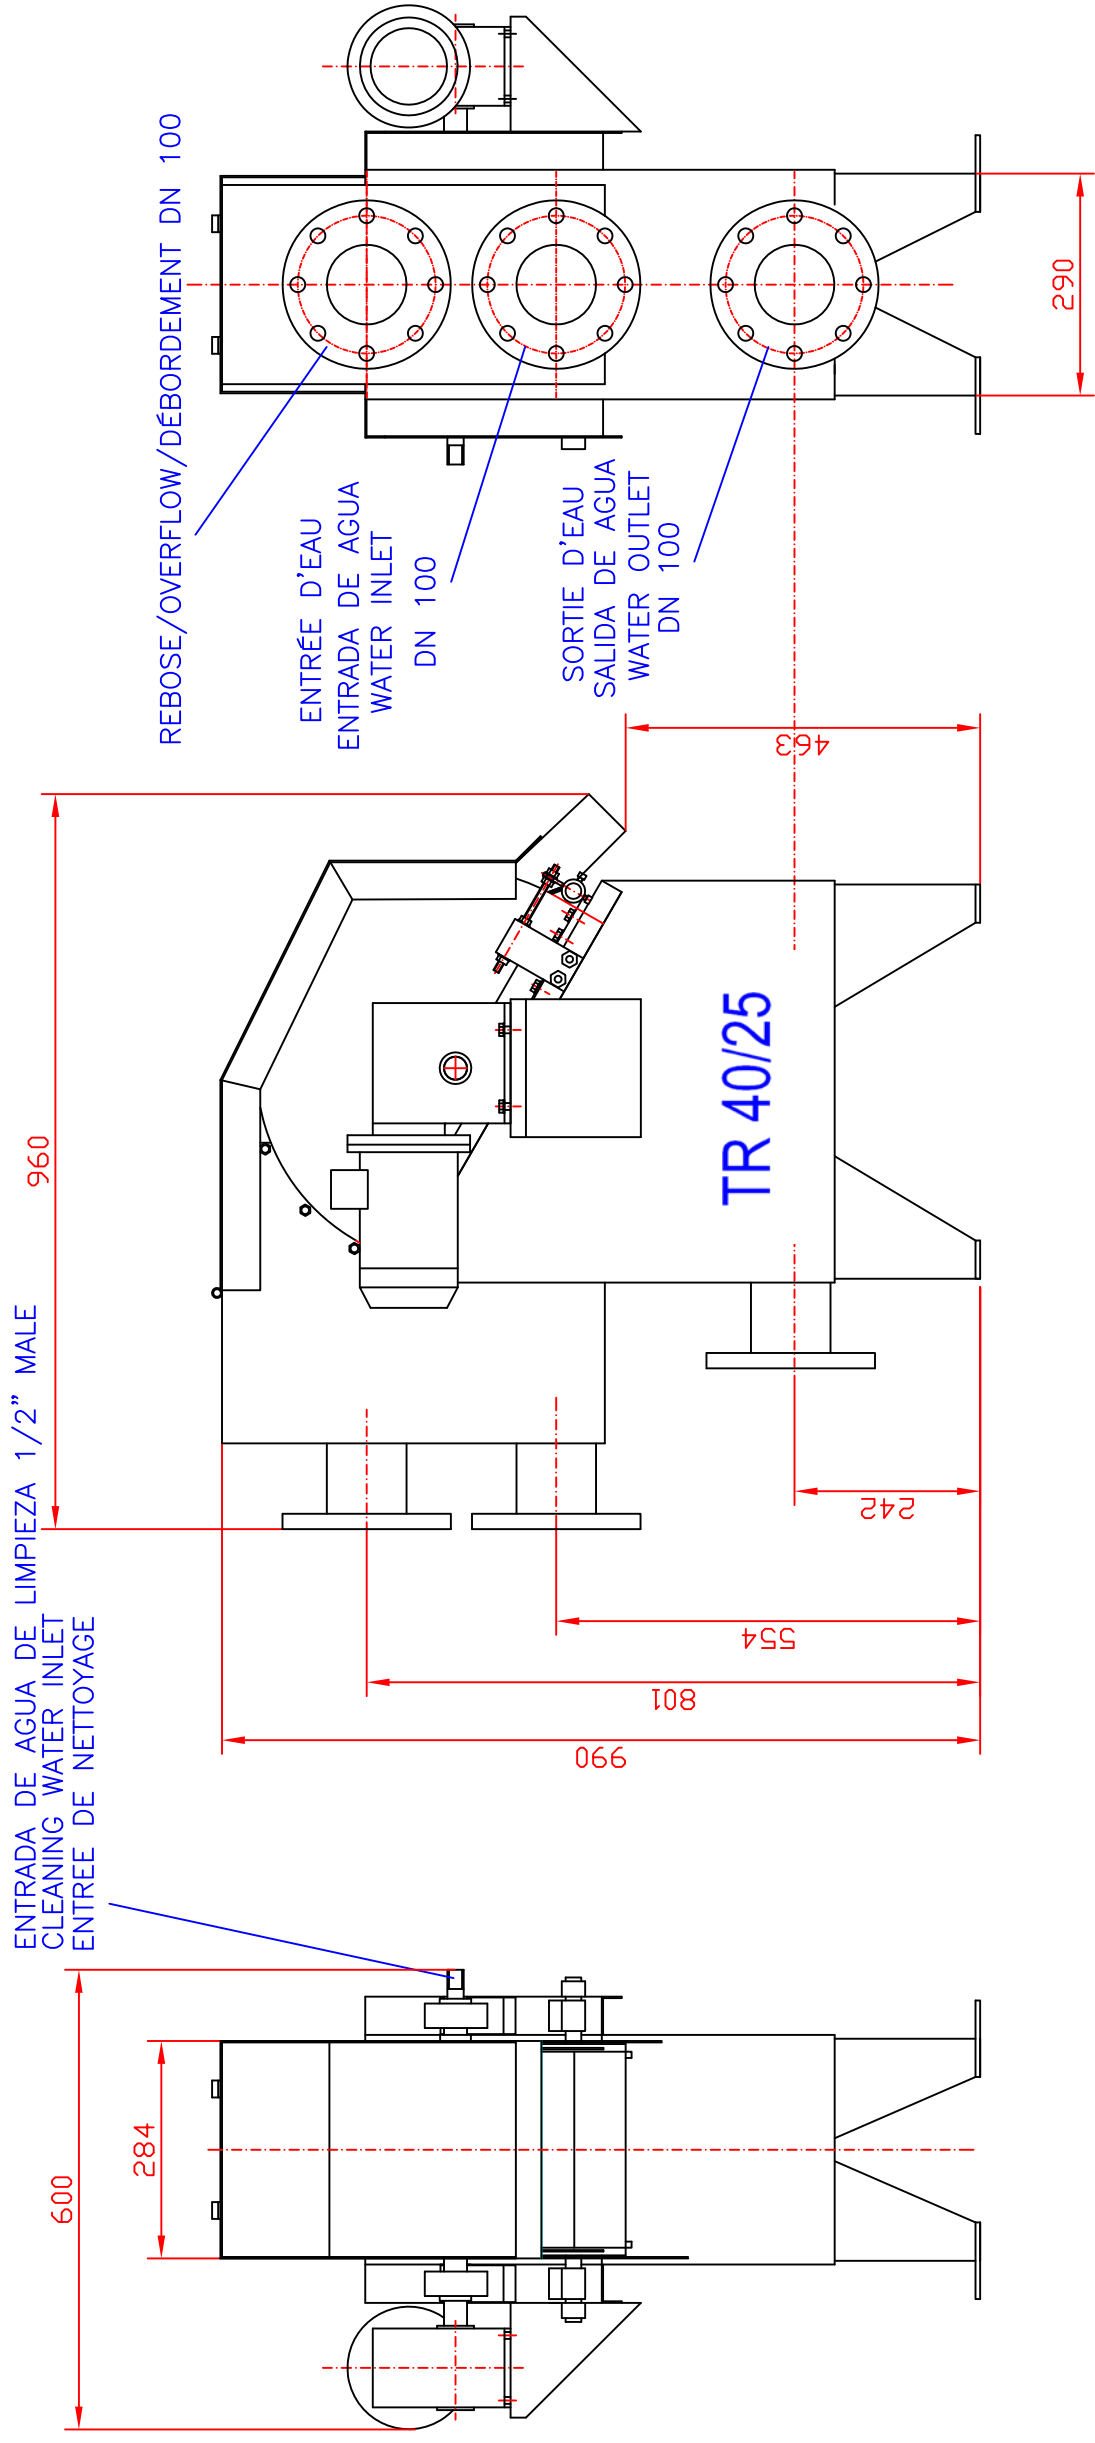 ENTRADA DE AGUA DE LIMPIEZA 1/2” MALE
CLEANING WATER INLET
ENTREE DE NETTOYAGE
600
284
960
990
801
554
242
463
TR 40/25
REBOSE/OVERFLOW/DÉBORDEMENT DN 100
ENTRÉE D'EAU
ENTRADA DE AGUA
WATER INLET
DN 100
SORTIE D'EAU
SALIDA DE AGUA
WATER OUTLET
DN 100
290